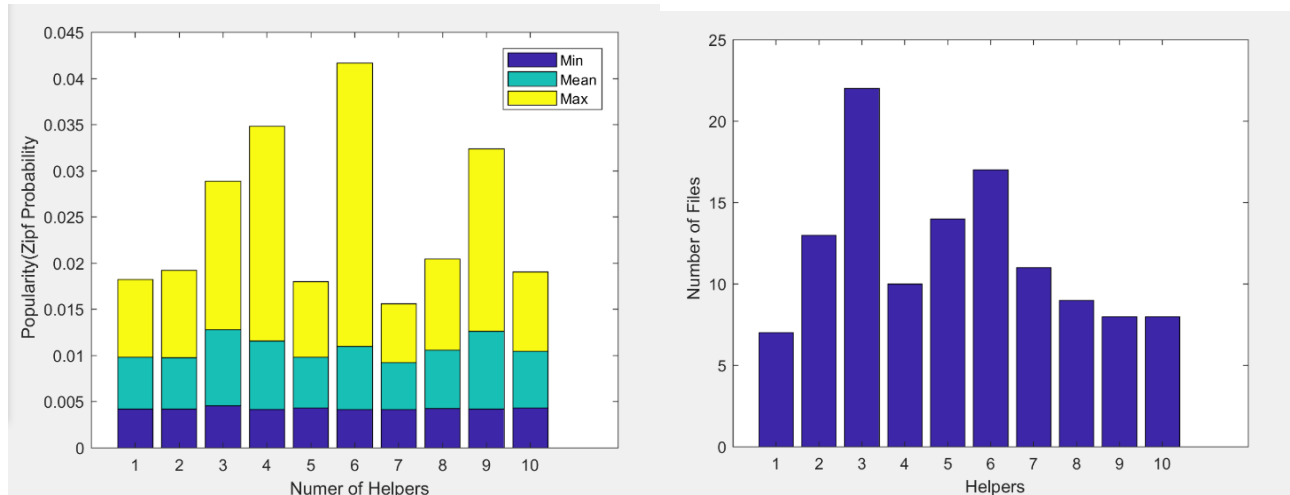 0.045
0.04
0.035
0.03
0.025
0.02
0.015
0.01
0.005
0
Popularity(Zipf Probability
Min
Mean
Max
1 2 3 4 5 6 7 8 9 10
Numer of Helpers
25
20
15
10
5
0
Number of Files
1 2 3 4 5 6 7 8 9 10
Helpers